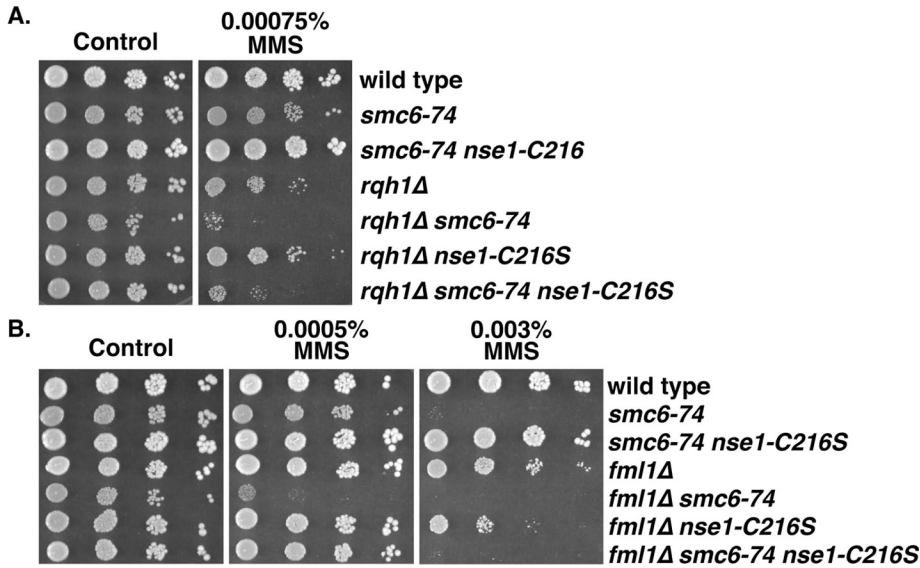 A.
Control
0.00075%
MMS
wild type
smc6-74
smc6-74 nse1-C216
rqh1Δ
rqh1Δ smc6-74
rqh1Δ nse1-C216S
rqh1Δ smc6-74 nse1-C216S
B.
Control
0.0005%
MMS
0.003%
MMS
wild type
smc6-74
smc6-74 nse1-C216S
fml1Δ
fml1Δ smc6-74
fml1Δ nse1-C216S
fml1Δ smc6-74 nse1-C216S